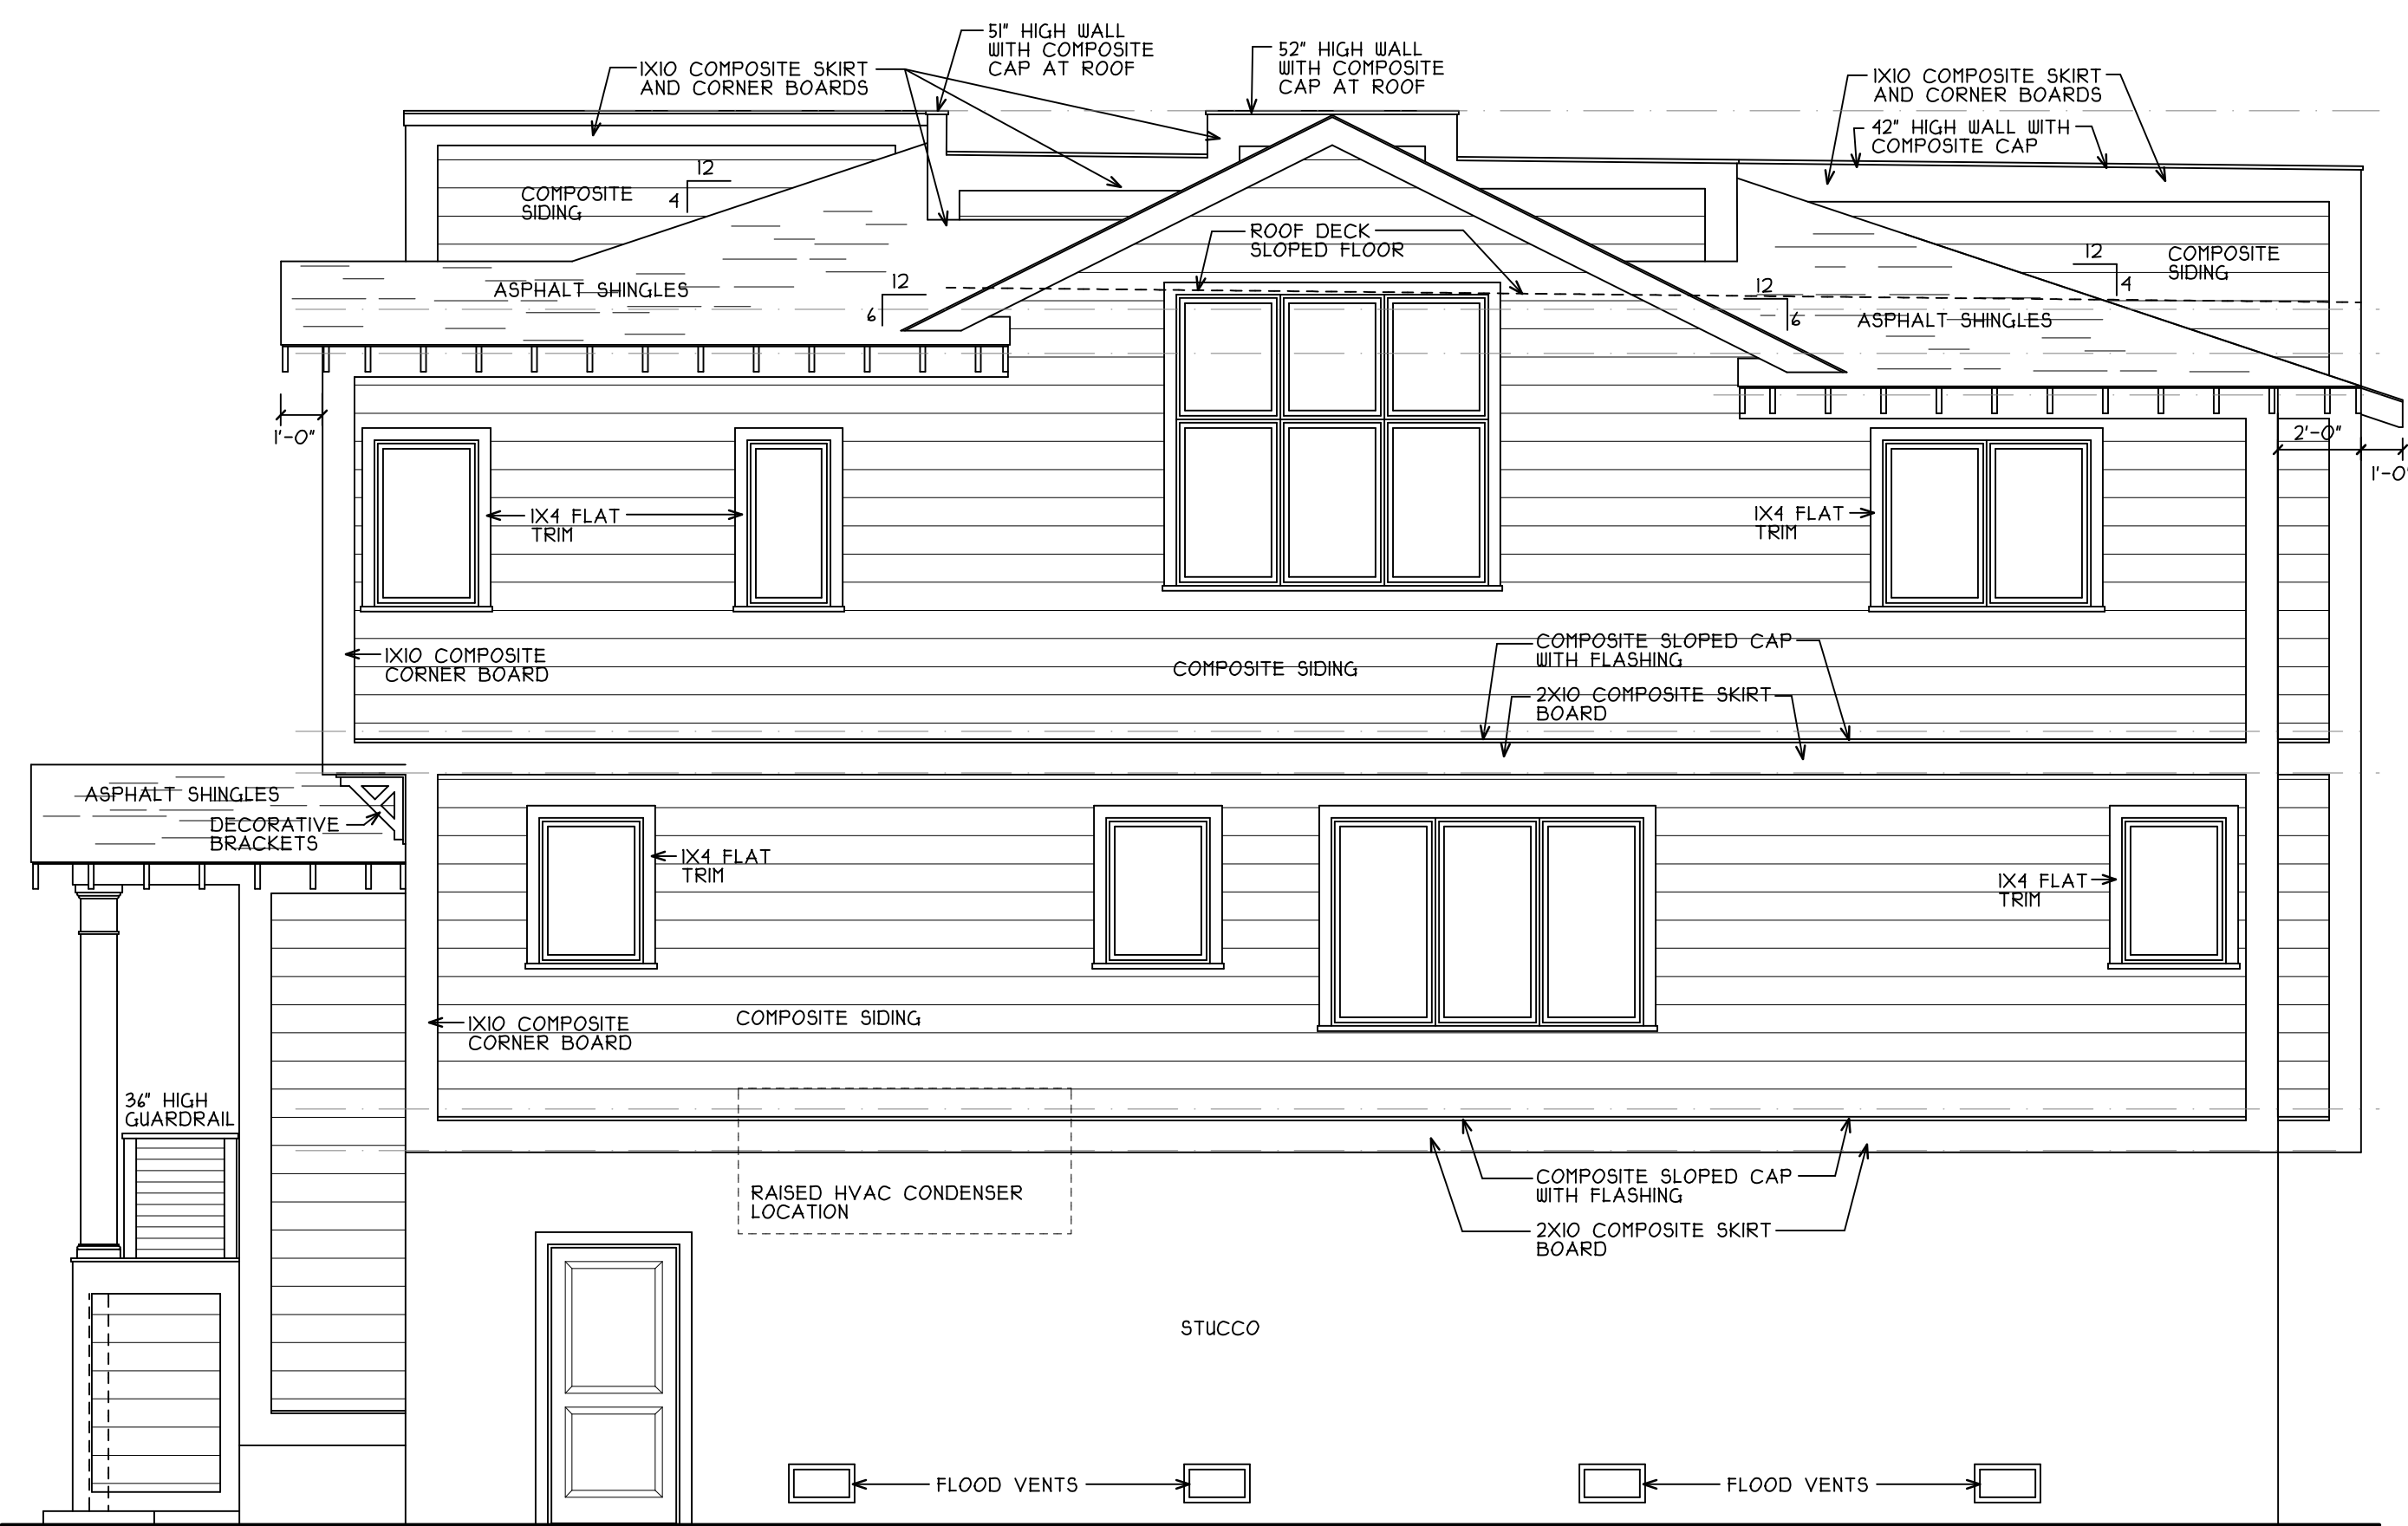 51" HIGH WALL
WITH COMPOSITE
CAP AT ROOF
52" HIGH WALL
WITH COMPOSITE
CAP AT ROOF
1X10 COMPOSITE SKIRT
AND CORNER BOARDS
1X10 COMPOSITE SKIRT
AND CORNER BOARDS
42" HIGH WALL WITH
COMPOSITE CAP
12
4
COMPOSITE
SIDING
ROOF DECK
SLOPED FLOOR
12
4
COMPOSITE
SIDING
ASPHALT SHINGLES
12
6
12
6
ASPHALT SHINGLES
1'-0"
2'-0"
1'-0
1X4 FLAT
TRIM
1X4 FLAT
TRIM
1X10 COMPOSITE
CORNER BOARD
COMPOSITE SIDING
COMPOSITE SLOPED CAP
WITH FLASHING
2X10 COMPOSITE SKIRT
BOARD
ASPHALT SHINGLES
DECORATIVE
BRACKETS
1X4 FLAT
TRIM
1X4 FLAT
TRIM
1X10 COMPOSITE
CORNER BOARD
COMPOSITE SIDING
36" HIGH
GUARDRAIL
RAISED HVAC CONDENSER
LOCATION
COMPOSITE SLOPED CAP
WITH FLASHING
2X10 COMPOSITE SKIRT
BOARD
STUCCO
FLOOD VENTS
FLOOD VENTS